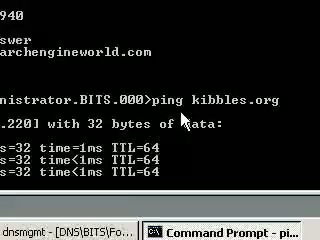 940
swer
archengineworld.com
nistrator.BITS.000>ping kibbles.org
.220] with 32 bytes of data:
s=32 time=1ms TTL=64
s=32 time<1ms TTL=64
s=32 time<1ms TTL=64
dnsmgmt - [DNS\BITS\Fo...
Command Prompt - pi...